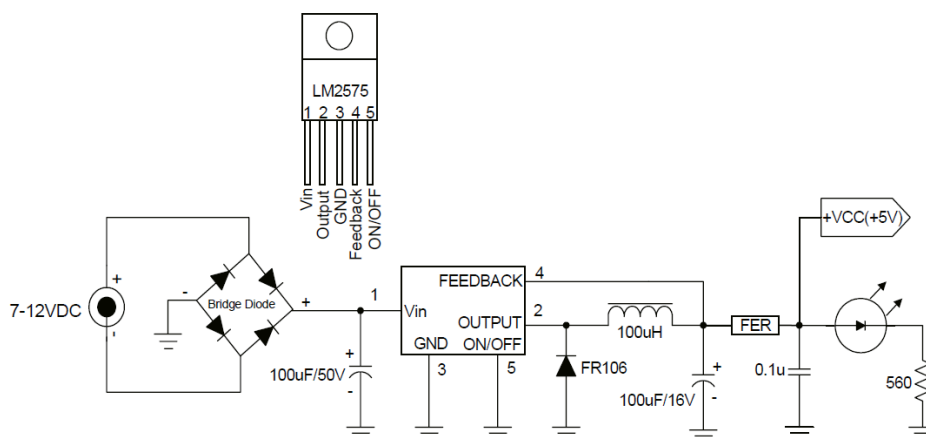 LM2575
1 2 3 4 5
Vin
Output
GND
Feedback
ON/OFF
+VCC(+5V)
7-12VDC
+
-
-
Bridge Diode
+
1
Vin
FEEDBACK
4
OUTPUT
2
GND
ON/OFF
3
5
+
100uF/50V
-
FR106
100uH
FER
+
100uF/16V
-
0.1u
560